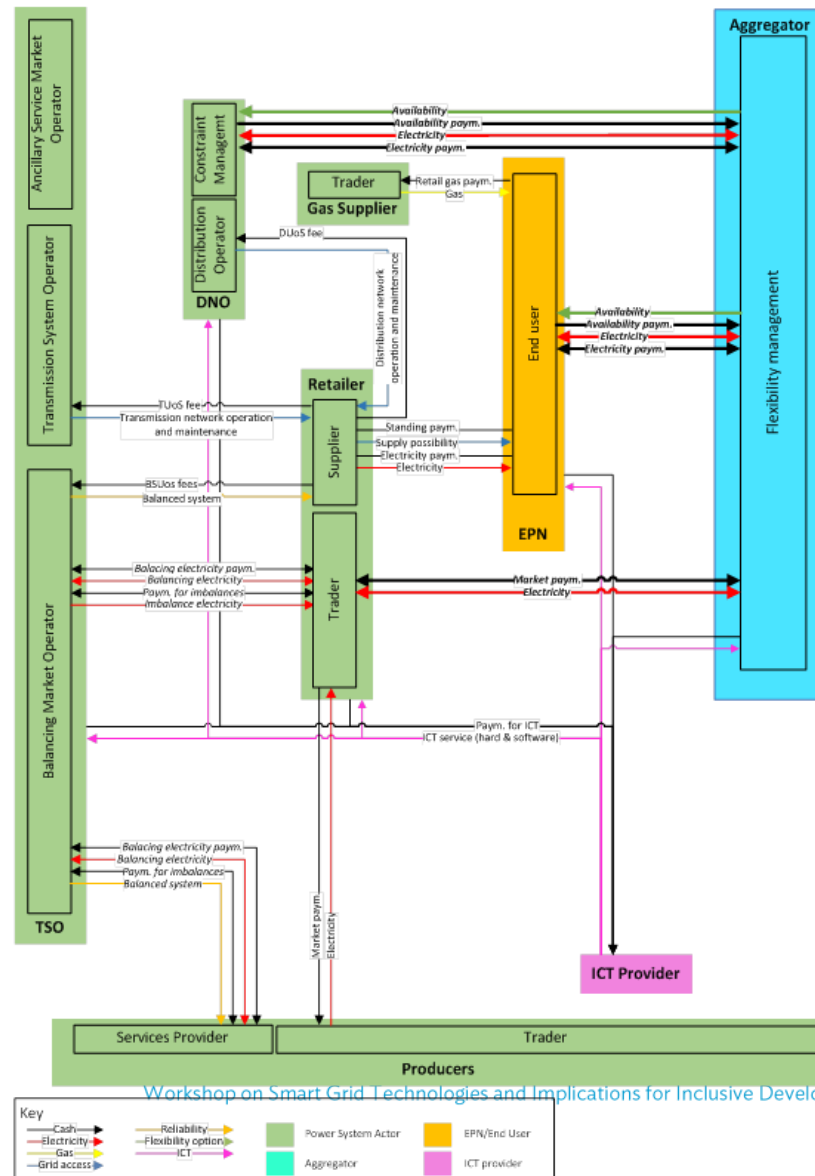 Aggregator
Flexibility management
Ancillary Service Market
Operator
Transmission System Operator
Balancing Market Operator
TSO
Constraint
Managemt
Distribution
Operator
DNO
Availability
Availability paym.
Electricity
Electricity paym.
Trader
Gas Supplier
Retail gas paym.
Gas
End user
EPN
DUoS fee
Distribution network
operation and maintenance
Availability
Availability paym.
Electricity
Electricity paym.
Retailer
Supplier
Trader
TUoS fee
Transmission network operation
and maintenance
Standing paym.
Supply possibility
Electricity paym.
Electricity
BSUos fees
Balanced system
Balacing electricity paym.
Balancing electricity
Paym. for imbalances
Imbalance electricity
Market paym.
Electricity
Paym. for ICT
ICT service (hard & software)
Balacing electricity paym.
Balancing electricity
Paym. for imbalances
Balanced system
Market paym.
Electricity
ICT Provider
Services Provider
Trader
Producers
Workshop on Smart Grid Technologies and Implications for Inclusive Develo
Key
Cash
Electricity
Gas
Grid access
Reliability
Flexibility option
ICT
Power System Actor
Aggregator
EPN/End User
ICT provider